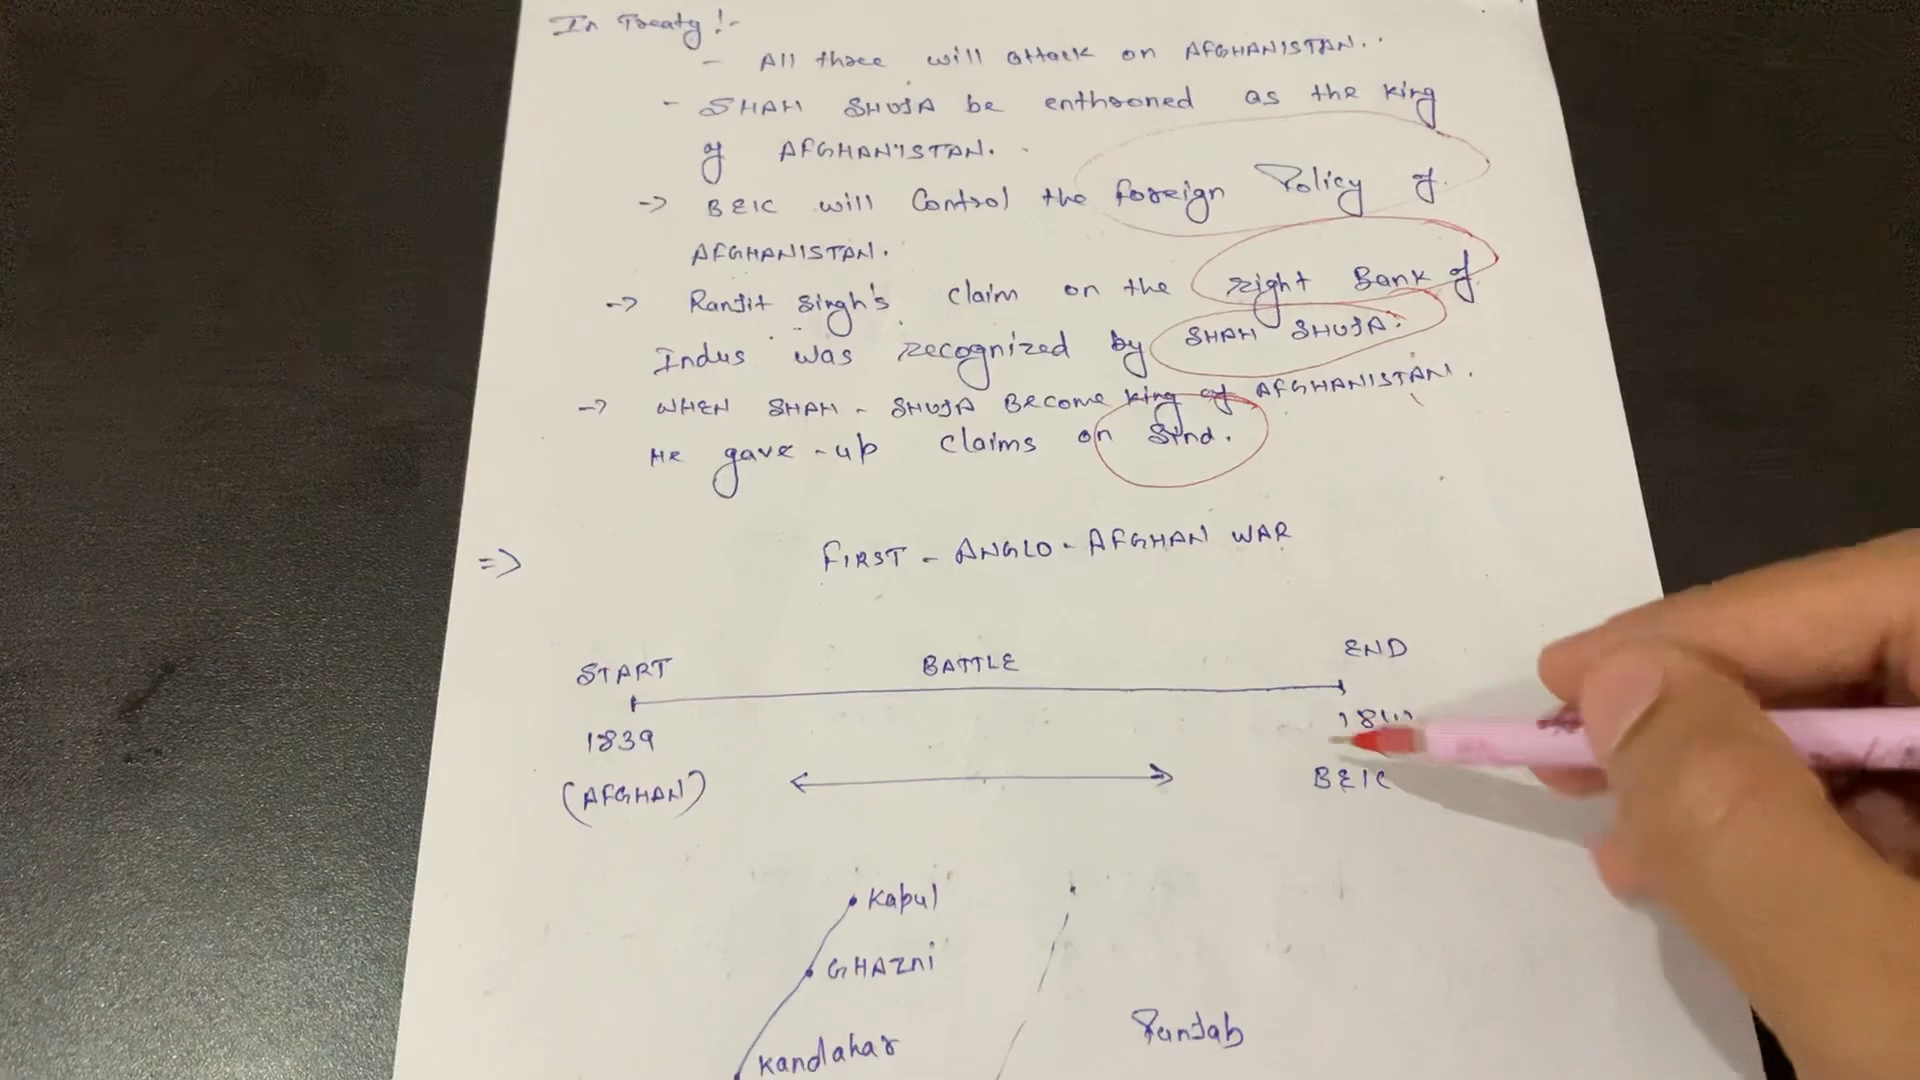 In Treaty!-
- All three will attack on AFGHANISTAN.
- SHAH SHUJA be enthroned as the king
of AFGHANISTAN.
-> BEIC will Control the foreign Policy of
AFGHANISTAN.
-> Ranjit Singh's claim on the right Bank of
Indus was recognized by SHAH SHUJA.
-> WHEN SHAH - SHUJA Become king of AFGHANISTAN.
He gave-up claims on Sind.
=> FIRST - ANGLO - AFGHAN WAR
START BATTLE END
1839
(AFGHAN) BEIC
Kabul
GHAZni
Kandahar
Punjab